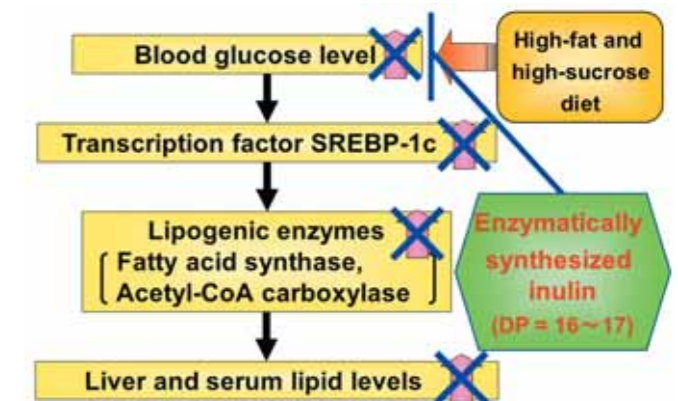 Blood glucose level
High-fat and
high-sucrose
diet
Transcription factor SREBP-1c
Lipogenic enzymes
Fatty acid synthase,
Acetyl-CoA carboxylase
Enzymatically
synthesized
inulin
(DP = 16~17)
Liver and serum lipid levels